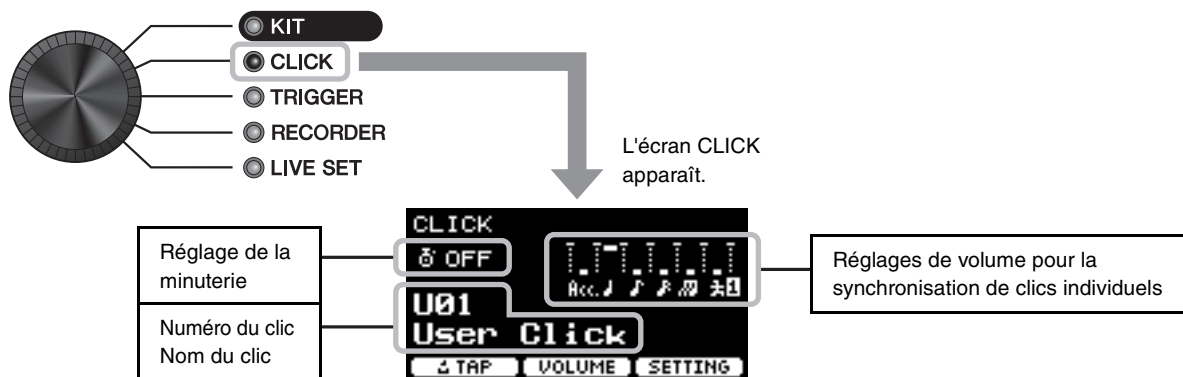 KIT
CLICK
TRIGGER
RECORDER
LIVE SET
L'écran CLICK
apparaît.
CLICK
OFF
Acc.
1
U01
User Click
TAP
VOLUME
SETTING
Réglage de la
minuterie
Numéro du clic
Nom du clic
Réglages de volume pour la
synchronisation de clics individuels